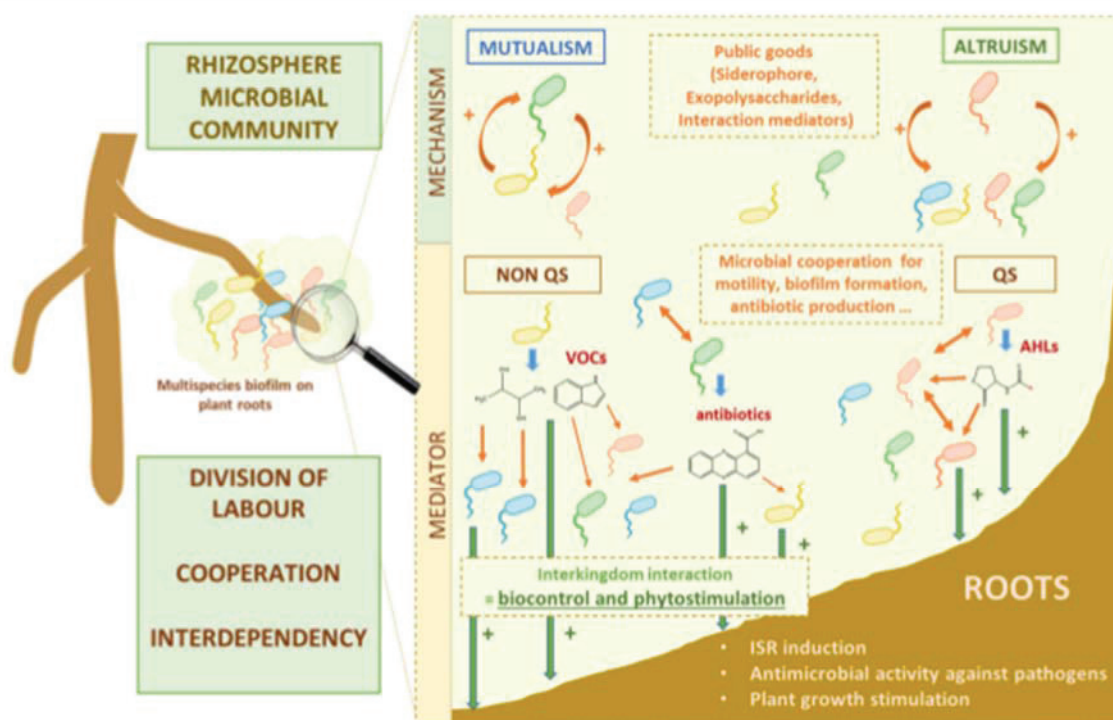 RHIZOSPHERE
MICROBIAL
COMMUNITY
Multispecies biofilm on
plant roots
DIVISION OF
LABOUR
COOPERATION
INTERDEPENDENCY
MECHANISM
MUTUALISM
+
+
Public goods
(Siderophore,
Exopolysaccharides,
Interaction mediators)
ALTRUISM
+
+
MEDIATOR
NON QS
VOCs
Microbial cooperation for
motility, biofilm formation,
antibiotic production ...
antibiotics
QS
AHLs
+
+
+
+
Interkingdom interaction
= biocontrol and phytostimulation
+
+
+
ROOTS
• ISR induction
• Antimicrobial activity against pathogens
• Plant growth stimulation